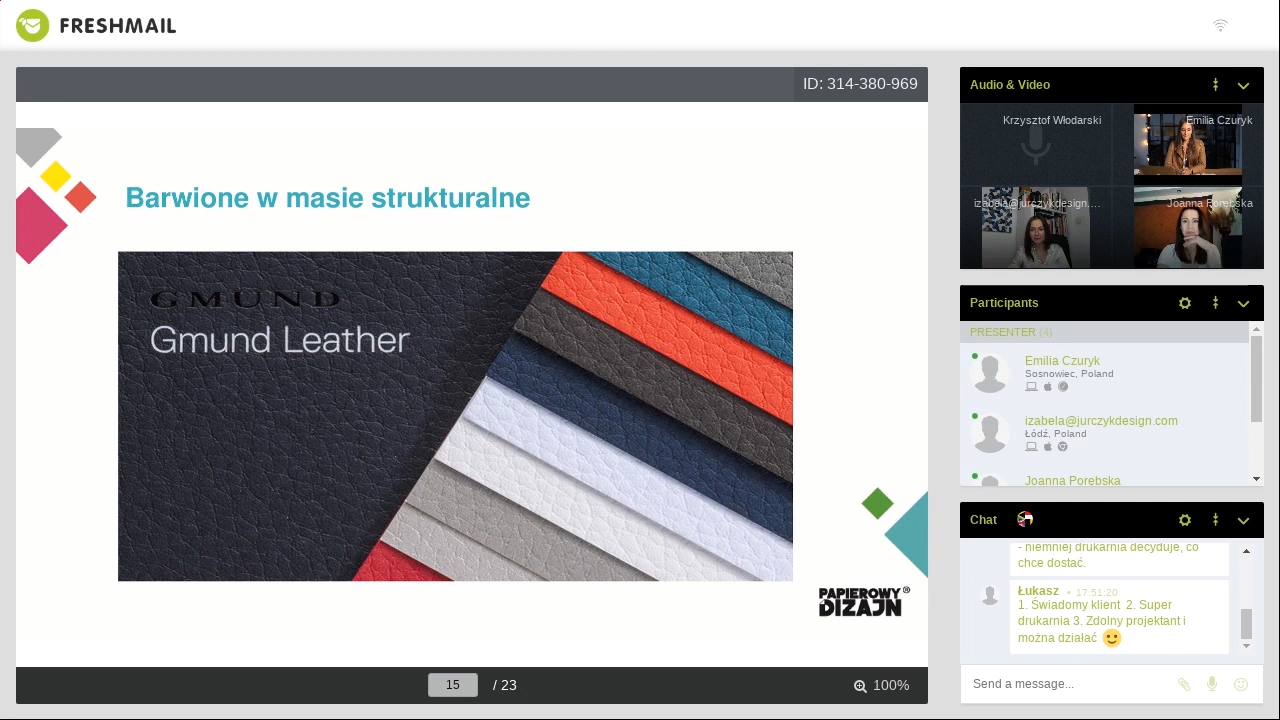 FRESHMAIL
ID: 314-380-969
Barwione w masie strukturalne
GMUND
Gmund Leather
PAPIEROWY
DIZAJN®
15 / 23
100%
Audio & Video
Krzysztof Włodarski
Emilia Czuryk
izabela@jurczykdesign....
Joanna Porębska
Participants
PRESENTER (4)
Emilia Czuryk
Sosnowiec, Poland
izabela@jurczykdesign.com
Łódź, Poland
Joanna Porębska
Chat
- niemniej drukarnia decyduje, co
chce dostać.
Łukasz • 17:51:20
1. Świadomy klient 2. Super
drukarnia 3. Zdolny projektant i
można działać
Send a message...